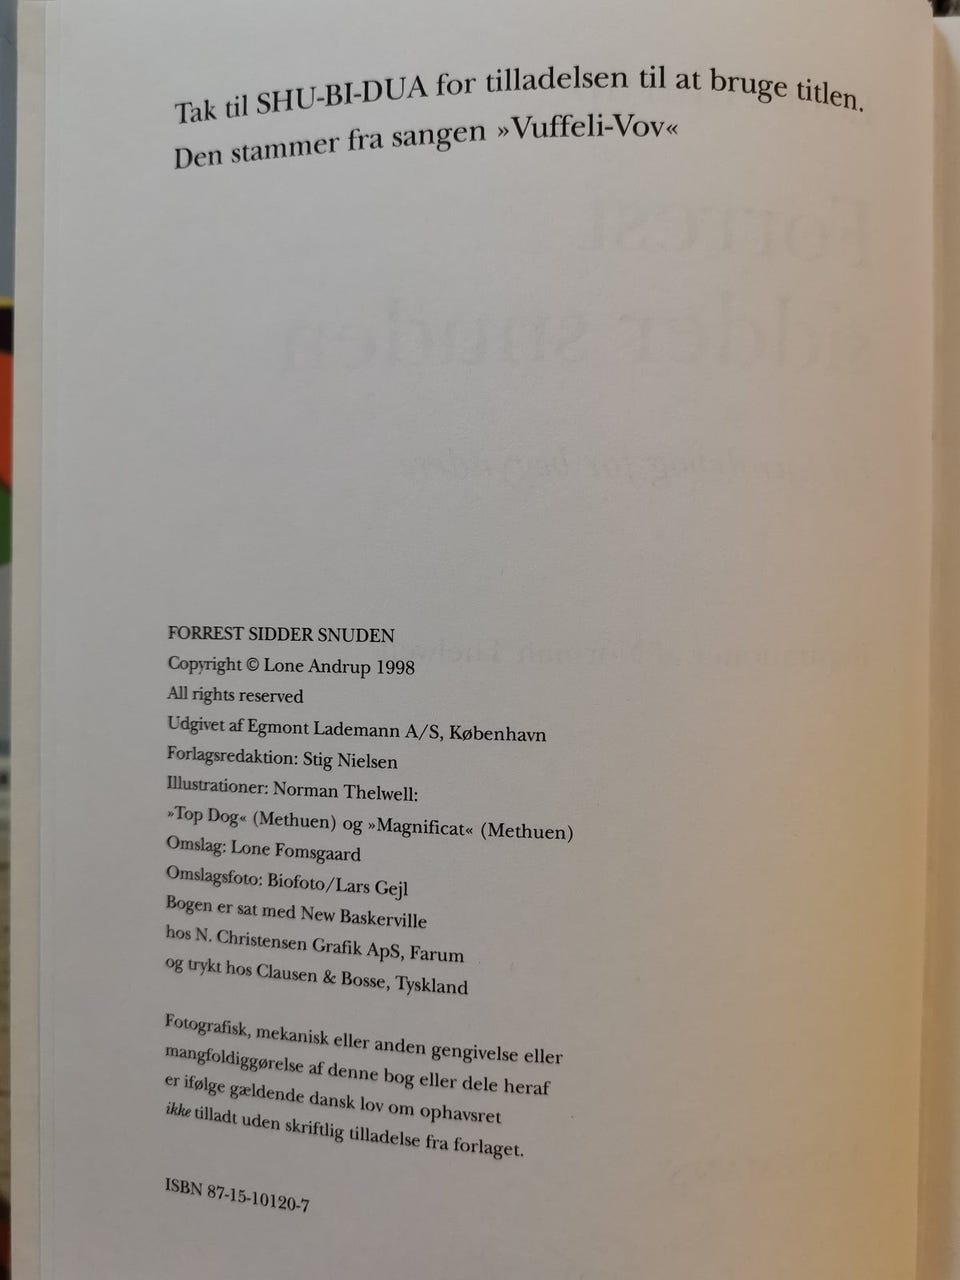 Tak til SHU-BI-DUA for tilladelsen til at bruge titlen.
Den stammer fra sangen »Vuffeli-Vov«
Forrest
sidder snuden
FORREST SIDDER SNUDEN
Copyright © Lone Andrup 1998
All rights reserved
Udgivet af Egmont Lademann A/S, København
Forlagsredaktion: Stig Nielsen
Illustrationer: Norman Thelwell:
»Top Dog« (Methuen) og »Magnificat« (Methuen)
Omslag: Lone Fomsgaard
Omslagsfoto: Biofoto/Lars Gejl
Bogen er sat med New Baskerville
hos N. Christensen Grafik ApS, Farum
og trykt hos Clausen & Bosse, Tyskland
Fotografisk, mekanisk eller anden gengivelse eller
mangfoldiggørelse af denne bog eller dele heraf
er ifølge gældende dansk lov om ophavsret
ikke tilladt uden skriftlig tilladelse fra forlaget.
ISBN 87-15-10120-7